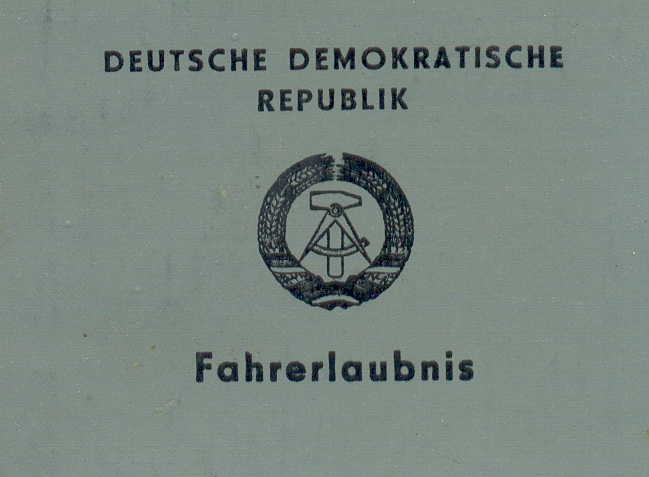 DEUTSCHE DEMOKRATISCHE
REPUBLIK
Fahrerlaubnis